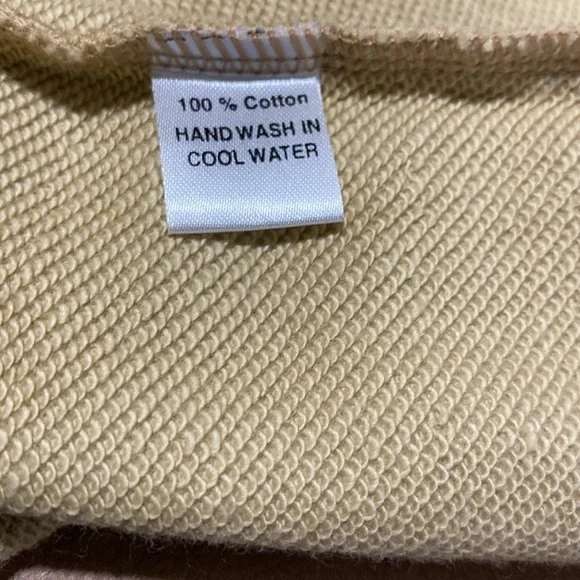 100 % Cotton
HAND WASH IN
COOL WATER